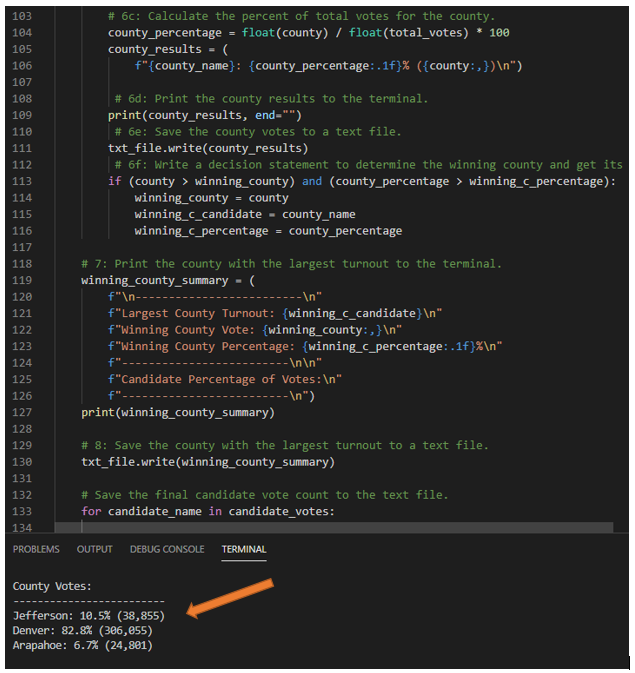 103 # 6c: Calculate the percent of total votes for the county.
104 county_percentage = float(county) / float(total_votes) * 100
105 county_results = (
106 f"{county_name}: {county_percentage:.1f}% ({county:,})\n")
107
108 # 6d: Print the county results to the terminal.
109 print(county_results, end="")
110 # 6e: Save the county votes to a text file.
111 txt_file.write(county_results)
112 # 6f: Write a decision statement to determine the winning county and get its
113 if (county > winning_county) and (county_percentage > winning_c_percentage):
114 winning_county = county
115 winning_c_candidate = county_name
116 winning_c_percentage = county_percentage
117
118 # 7: Print the county with the largest turnout to the terminal.
119 winning_county_summary = (
120 f"\n-------------------------\n"
121 f"Largest County Turnout: {winning_c_candidate}\n"
122 f"Winning County Vote: {winning_county:,}\n"
123 f"Winning County Percentage: {winning_c_percentage:.1f}%\n"
124 f"-------------------------\n\n"
125 f"Candidate Percentage of Votes:\n"
126 f"-------------------------\n")
127 print(winning_county_summary)
128
129 # 8: Save the county with the largest turnout to a text file.
130 txt_file.write(winning_county_summary)
131
132 # Save the final candidate vote count to the text file.
133 for candidate_name in candidate_votes:
134
PROBLEMS OUTPUT DEBUG CONSOLE TERMINAL
County Votes:
-------------------------
Jefferson: 10.5% (38,855)
Denver: 82.8% (306,055)
Arapahoe: 6.7% (24,801)